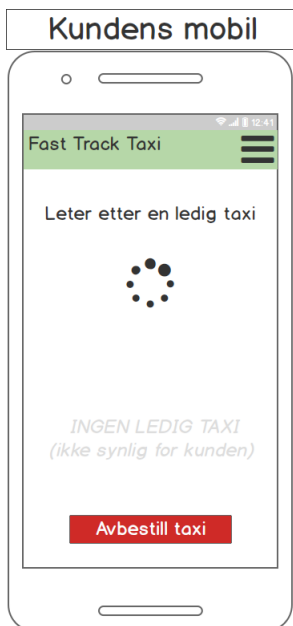 Kundens mobil
12.41
Fast Track Taxi
Leter etter en ledig taxi
INGEN LEDIG TAXI
(ikke synlig for kunden)
Avbestill taxi